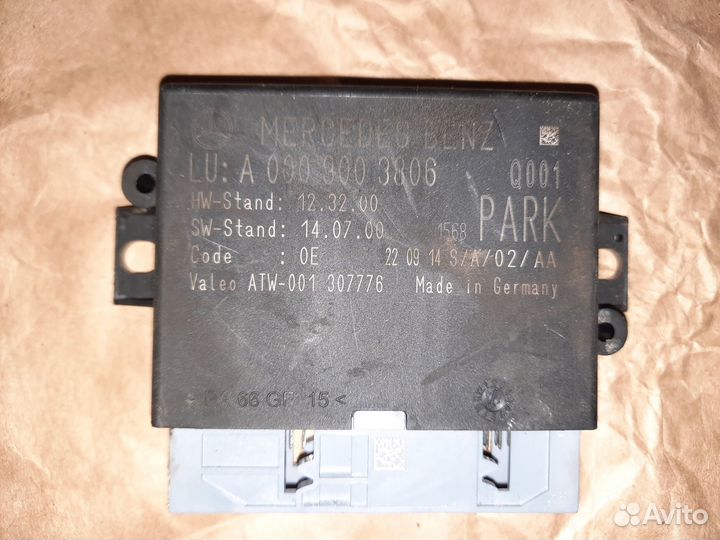 MERCEDES BENZ
LU: A 000 900 3806 Q001
HW-Stand: 12.32.00
SW-Stand: 14.07.00 1568 PARK
Code : 0E 22 09 14 S/A/02/AA
Valeo ATW-001 307776 Made in Germany
66 GF 15<
Avito